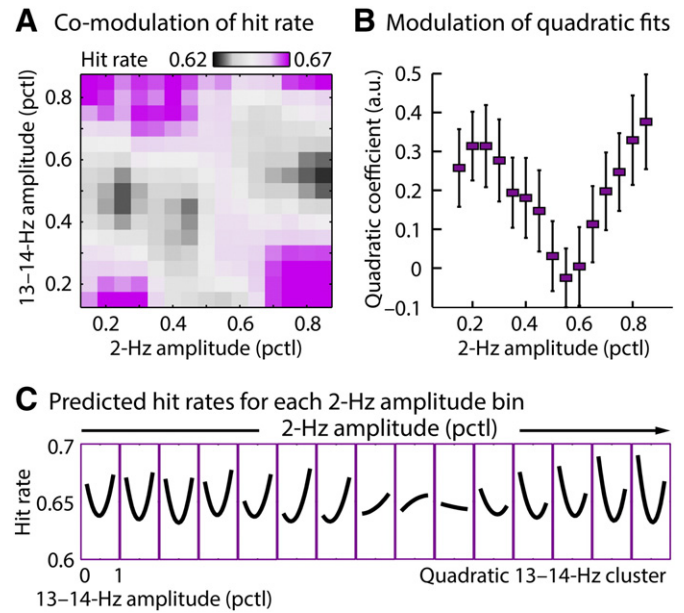 A Co-modulation of hit rate
Hit rate 0.62 0.67
13–14-Hz amplitude (pctl)
0.8
0.6
0.4
0.2
0.2 0.4 0.6 0.8
2-Hz amplitude (pctl)
B Modulation of quadratic fits
Quadratic coefficient (a.u.)
0.5
0.4
0.3
0.2
0.1
0
−0.1
0.2 0.4 0.6 0.8
2-Hz amplitude (pctl)
C Predicted hit rates for each 2-Hz amplitude bin
2-Hz amplitude (pctl)
Hit rate
0.7
0.65
0.6
0 1
13–14-Hz amplitude (pctl)
Quadratic 13–14-Hz cluster